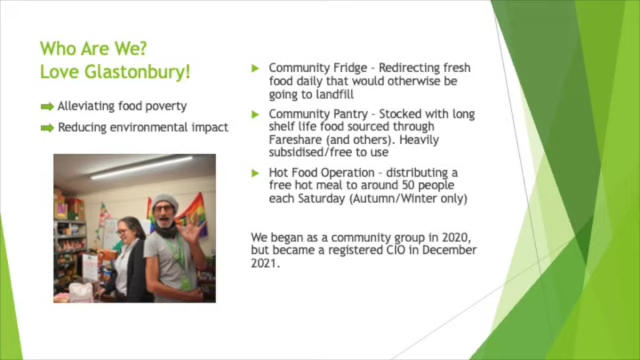 Who Are We?
Love Glastonbury!
Alleviating food poverty
Reducing environmental impact
Community Fridge – Redirecting fresh
food daily that would otherwise be
going to landfill
Community Pantry – Stocked with long
shelf life food sourced through
Fareshare (and others). Heavily
subsidised/free to use
Hot Food Operation – distributing a
free hot meal to around 50 people
each Saturday (Autumn/Winter only)
We began as a community group in 2020,
but became a registered CIO in December
2021.